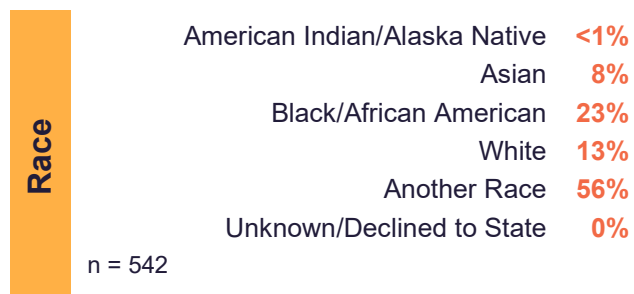 Race
American Indian/Alaska Native <1%
Asian 8%
Black/African American 23%
White 13%
Another Race 56%
Unknown/Declined to State 0%
n = 542